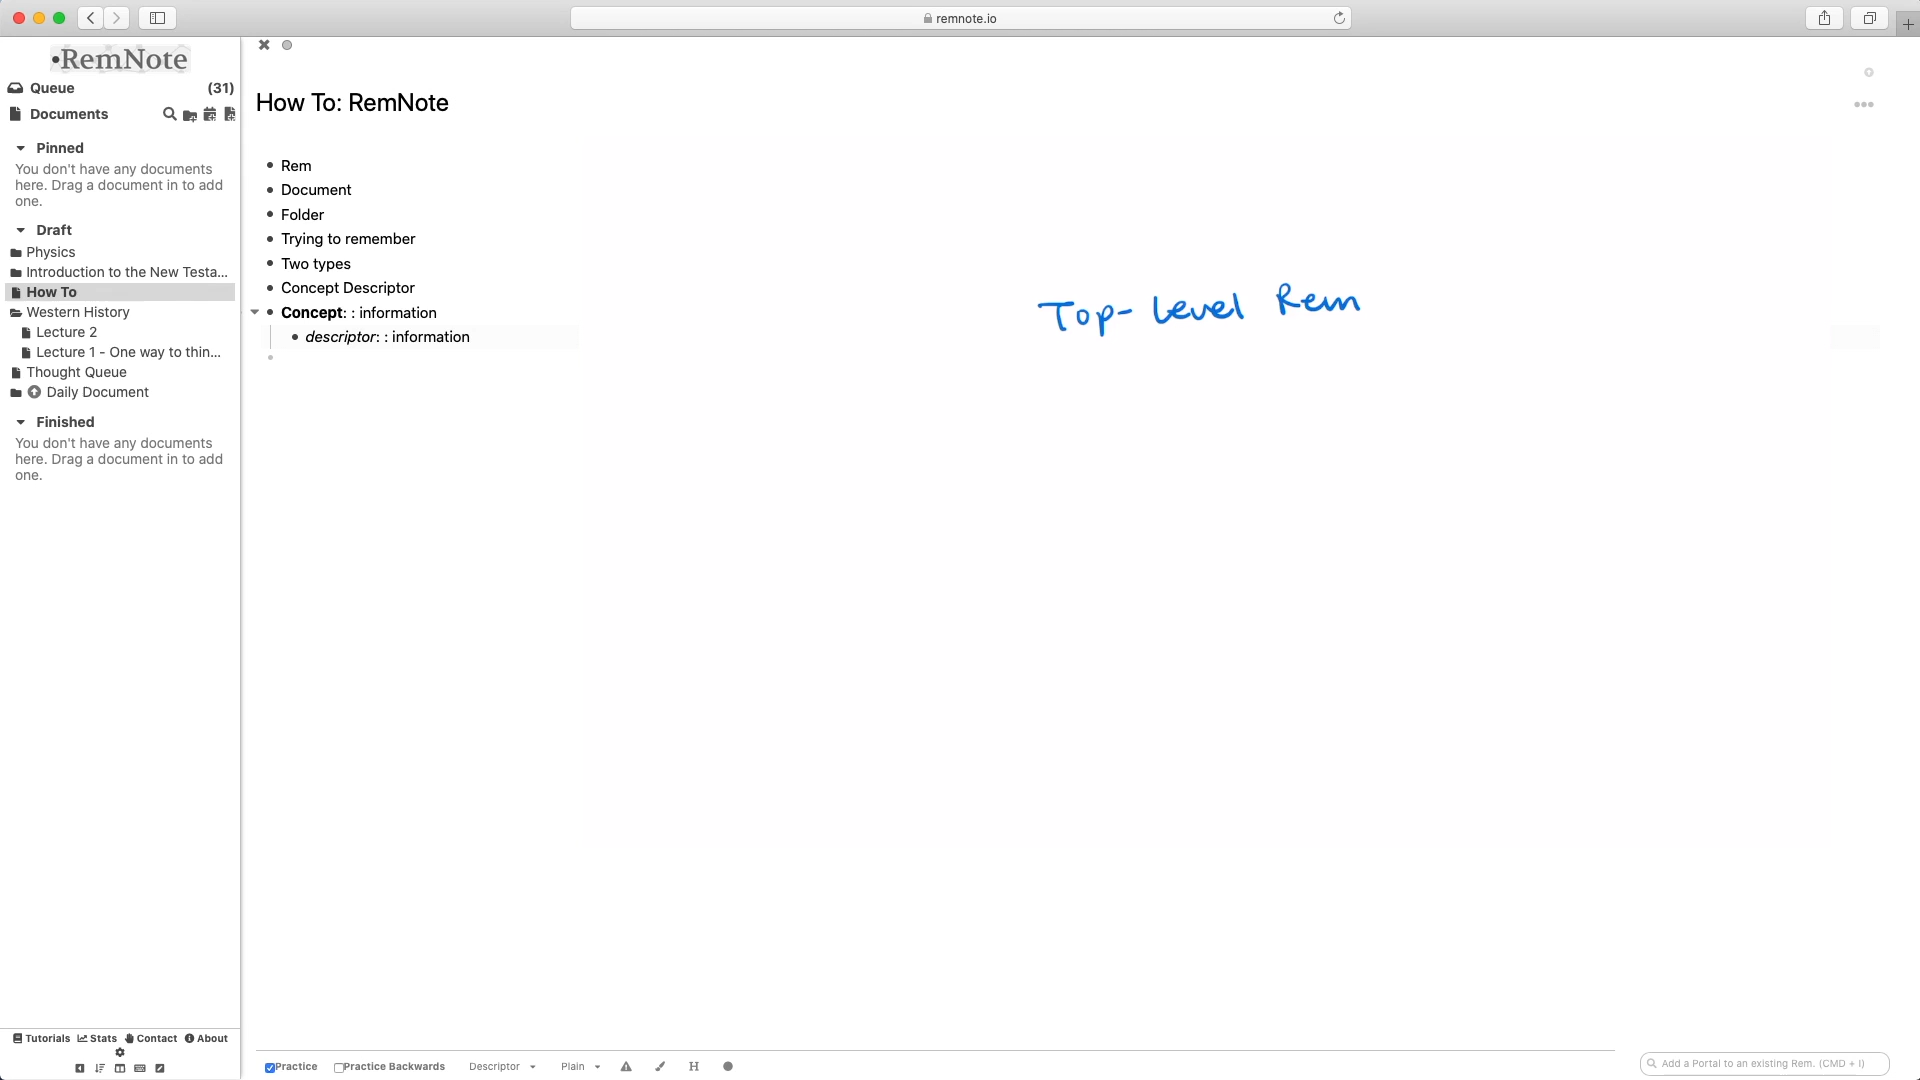 remnote.io
RemNote
Queue (31)
Documents
Pinned
You don't have any documents
here. Drag a document in to add
one.
Draft
Physics
Introduction to the New Testa...
How To
Western History
Lecture 2
Lecture 1 - One way to thin...
Thought Queue
Daily Document
Finished
You don't have any documents
here. Drag a document in to add
one.
Tutorials Stats Contact About
How To: RemNote
Rem
Document
Folder
Trying to remember
Two types
Concept Descriptor
Concept: : information
descriptor: : information
Top-Level Rem
Practice Practice Backwards Descriptor Plain H
Add a Portal to an existing Rem. (CMD + I)